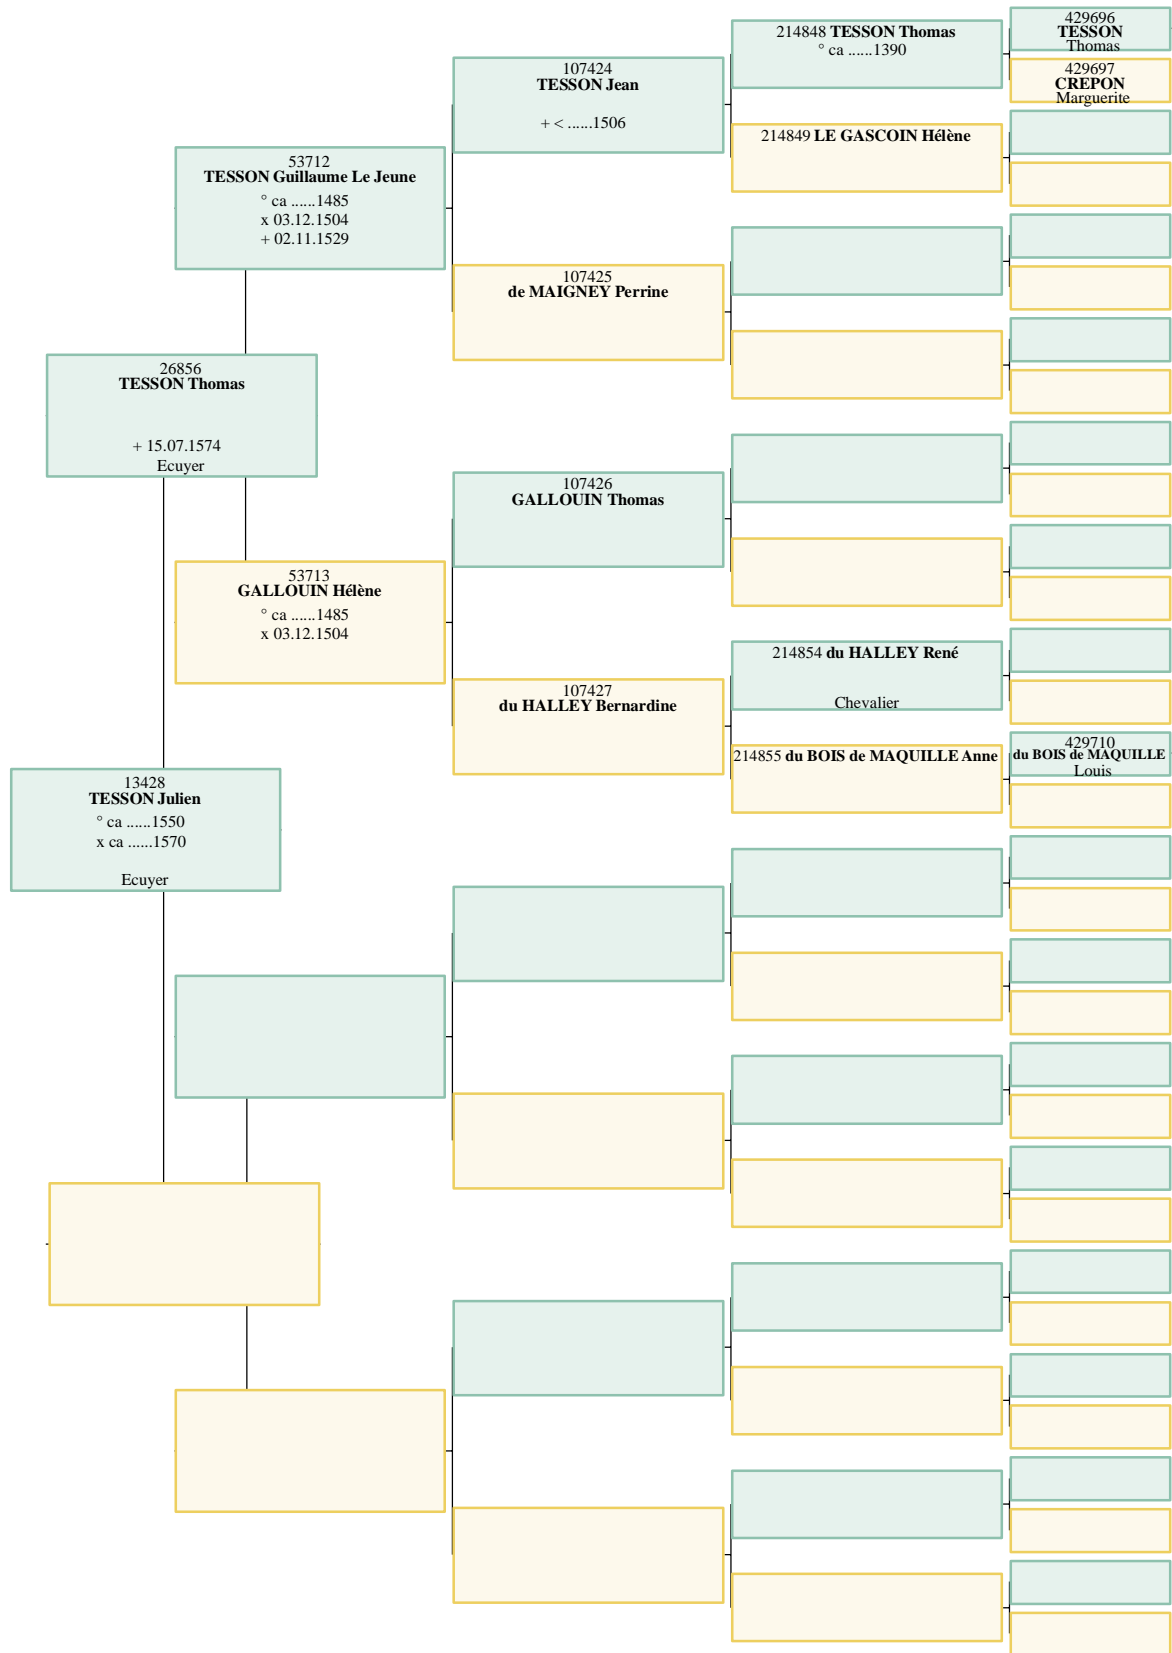 429696
TESSON
Thomas
214848 TESSON Thomas
° ca ......1390
429697
CREPON
Marguerite
107424
TESSON Jean
+ < ......1506
214849 LE GASCOIN Hélène
53712
TESSON Guillaume Le Jeune
° ca ......1485
x 03.12.1504
+ 02.11.1529
107425
de MAIGNEY Perrine
26856
TESSON Thomas
+ 15.07.1574
Ecuyer
107426
GALLOUIN Thomas
53713
GALLOUIN Hélène
° ca ......1485
x 03.12.1504
214854 du HALLEY René
Chevalier
107427
du HALLEY Bernardine
214855 du BOIS de MAQUILLE Anne
429710
du BOIS de MAQUILLE
Louis
13428
TESSON Julien
° ca ......1550
x ca ......1570
Ecuyer